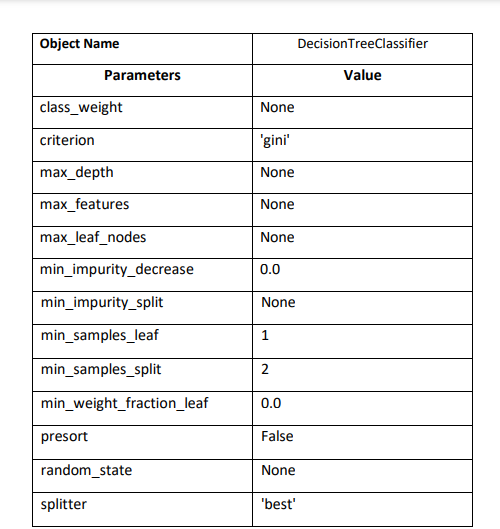 Object Name DecisionTreeClassifier
Parameters Value
class_weight None
criterion 'gini'
max_depth None
max_features None
max_leaf_nodes None
min_impurity_decrease 0.0
min_impurity_split None
min_samples_leaf 1
min_samples_split 2
min_weight_fraction_leaf 0.0
presort False
random_state None
splitter 'best'